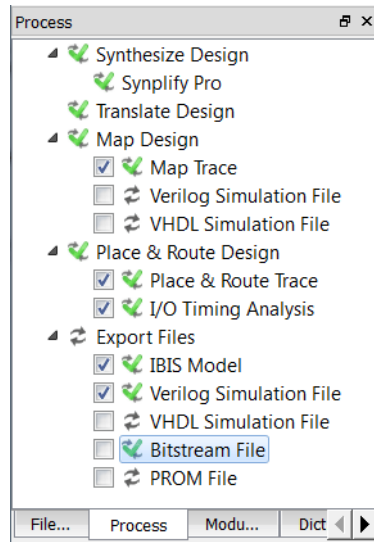 Process
Synthesize Design
Synplify Pro
Translate Design
Map Design
Map Trace
Verilog Simulation File
VHDL Simulation File
Place & Route Design
Place & Route Trace
I/O Timing Analysis
Export Files
IBIS Model
Verilog Simulation File
VHDL Simulation File
Bitstream File
PROM File
File... Process Modu... Dict